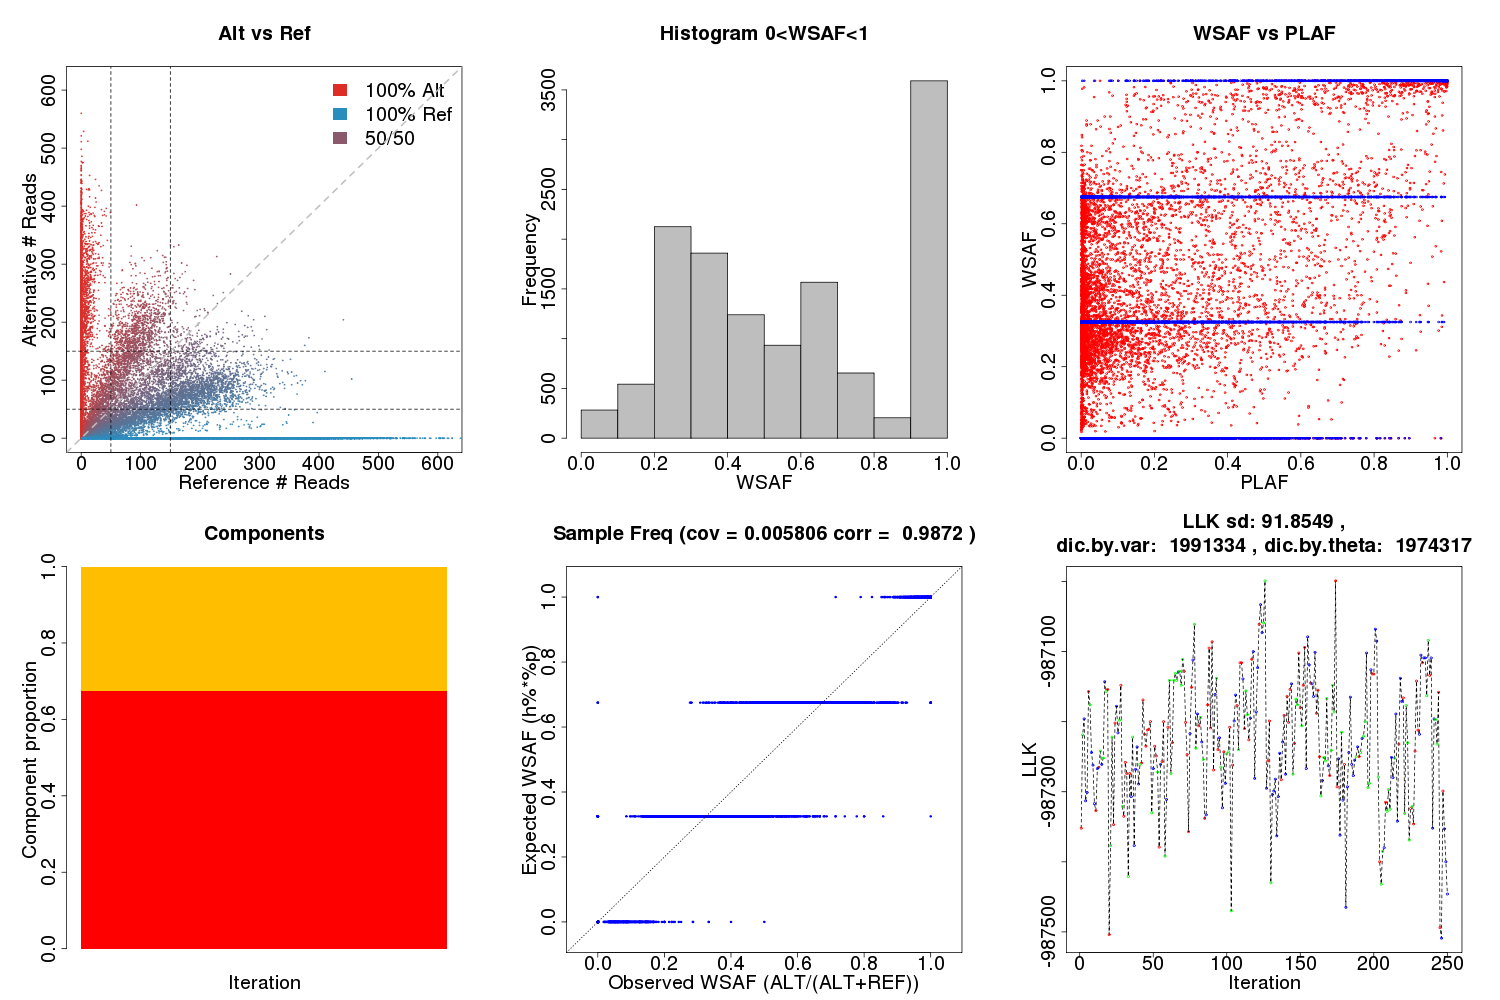 Alt vs Ref
100% Alt
100% Ref
50/50
Alternative # Reads
0 100 200 300 400 500 600
0 100 200 300 400 500 600
Reference # Reads
Histogram 0<WSAF<1
Frequency
0 500 1500 2500 3500
0.0 0.2 0.4 0.6 0.8 1.0
WSAF
WSAF vs PLAF
WSAF
0.0 0.2 0.4 0.6 0.8 1.0
0.0 0.2 0.4 0.6 0.8 1.0
PLAF
Components
Component proportion
0.0 0.2 0.4 0.6 0.8 1.0
Iteration
Sample Freq (cov = 0.005806 corr = 0.9872 )
Expected WSAF (h%*%p)
0.0 0.2 0.4 0.6 0.8 1.0
0.0 0.2 0.4 0.6 0.8 1.0
Observed WSAF (ALT/(ALT+REF))
LLK sd: 91.8549 ,
dic.by.var: 1991334 , dic.by.theta: 1974317
LLK
-987500 -987300 -987100
0 50 100 150 200 250
Iteration